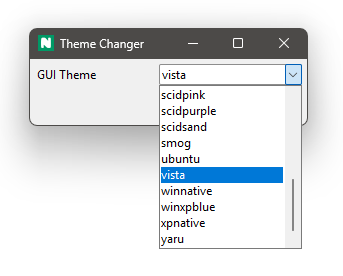 Theme Changer
GUI Theme
vista
scidpink
scidpurple
scidsand
smog
ubuntu
vista
winnative
winxpblue
xpnative
yaru